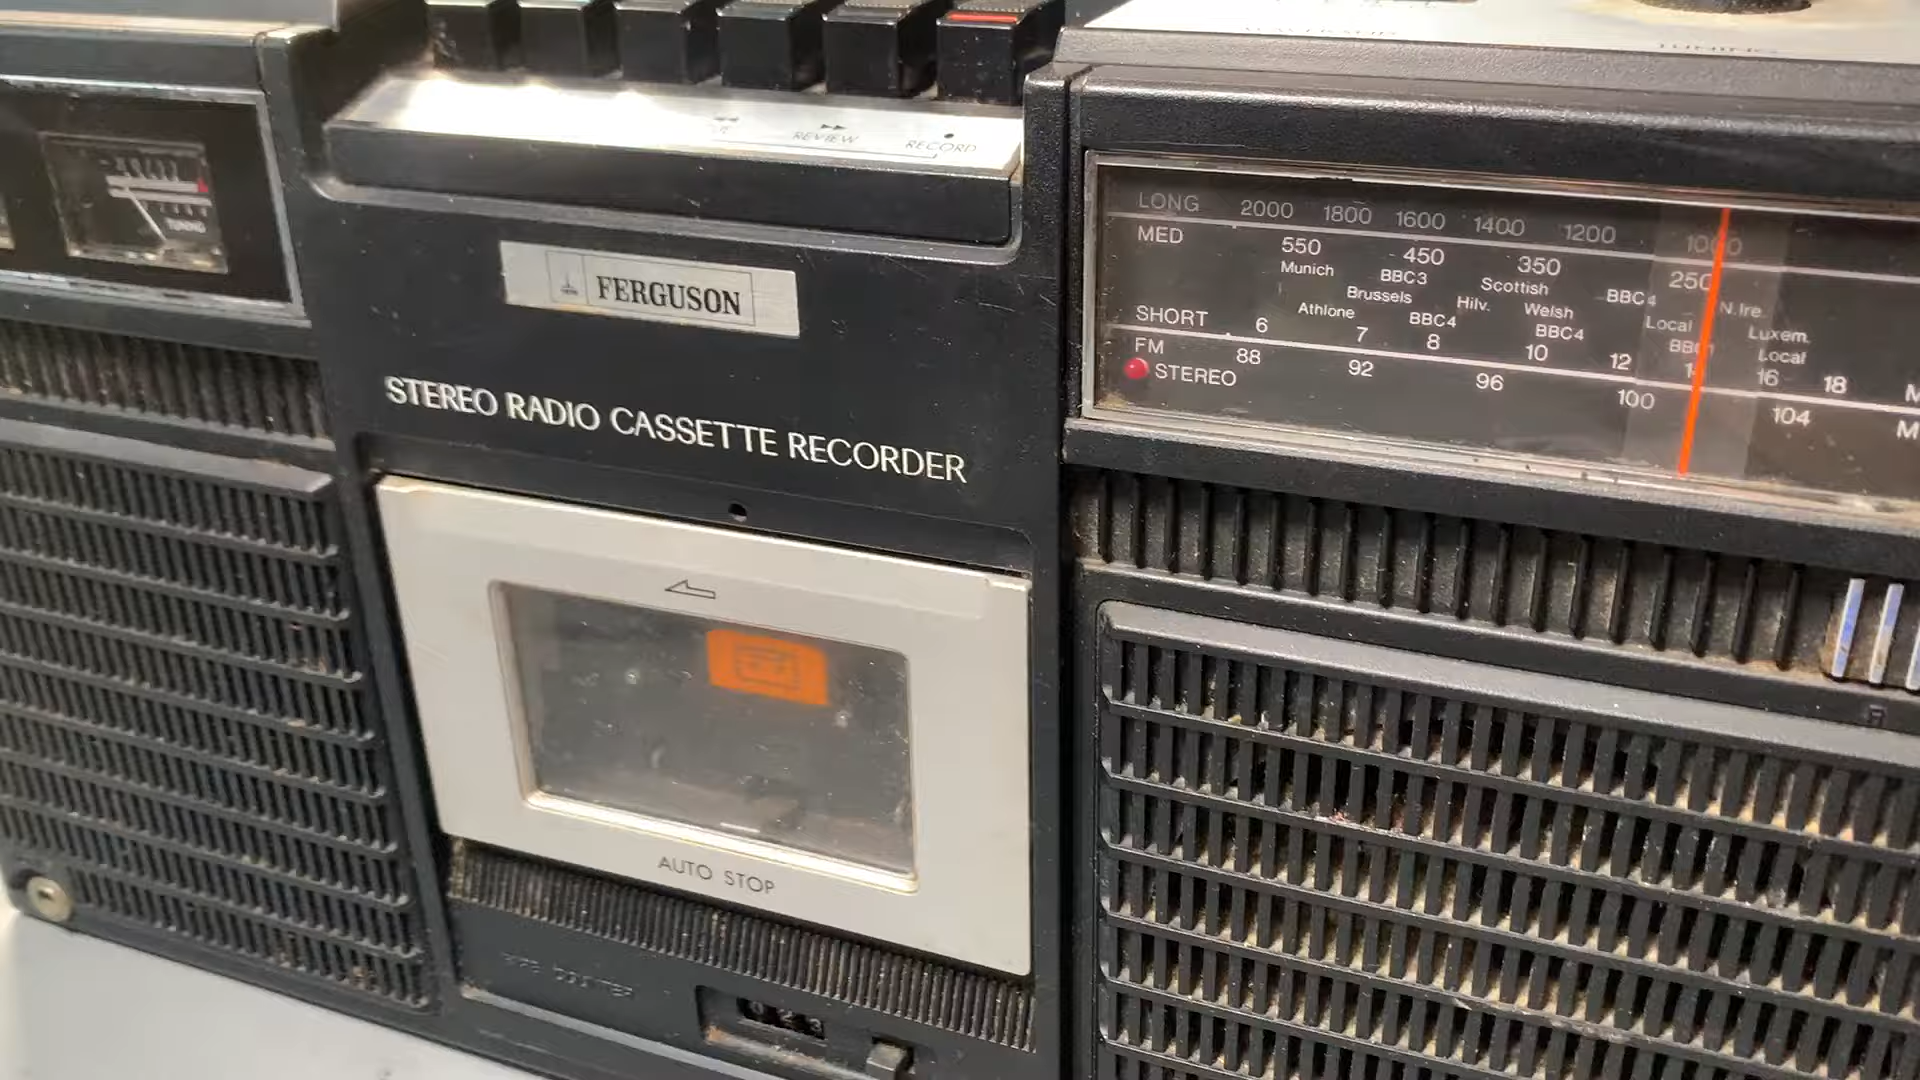 TUNING
REVIEW
RECORD
TUNING
FERGUSON
STEREO RADIO CASSETTE RECORDER
AUTO STOP
LONG 2000 1800 1600 1400 1200 1000
MED 550 450 350 250
Munich BBC3 Scottish BBC4 N.Ire.
Brussels Hilv. Welsh Local Luxem.
Athlone BBC4 BBC4 Local
SHORT 6 7 8 10 12 16 18
FM 88 92 96 100 104
STEREO